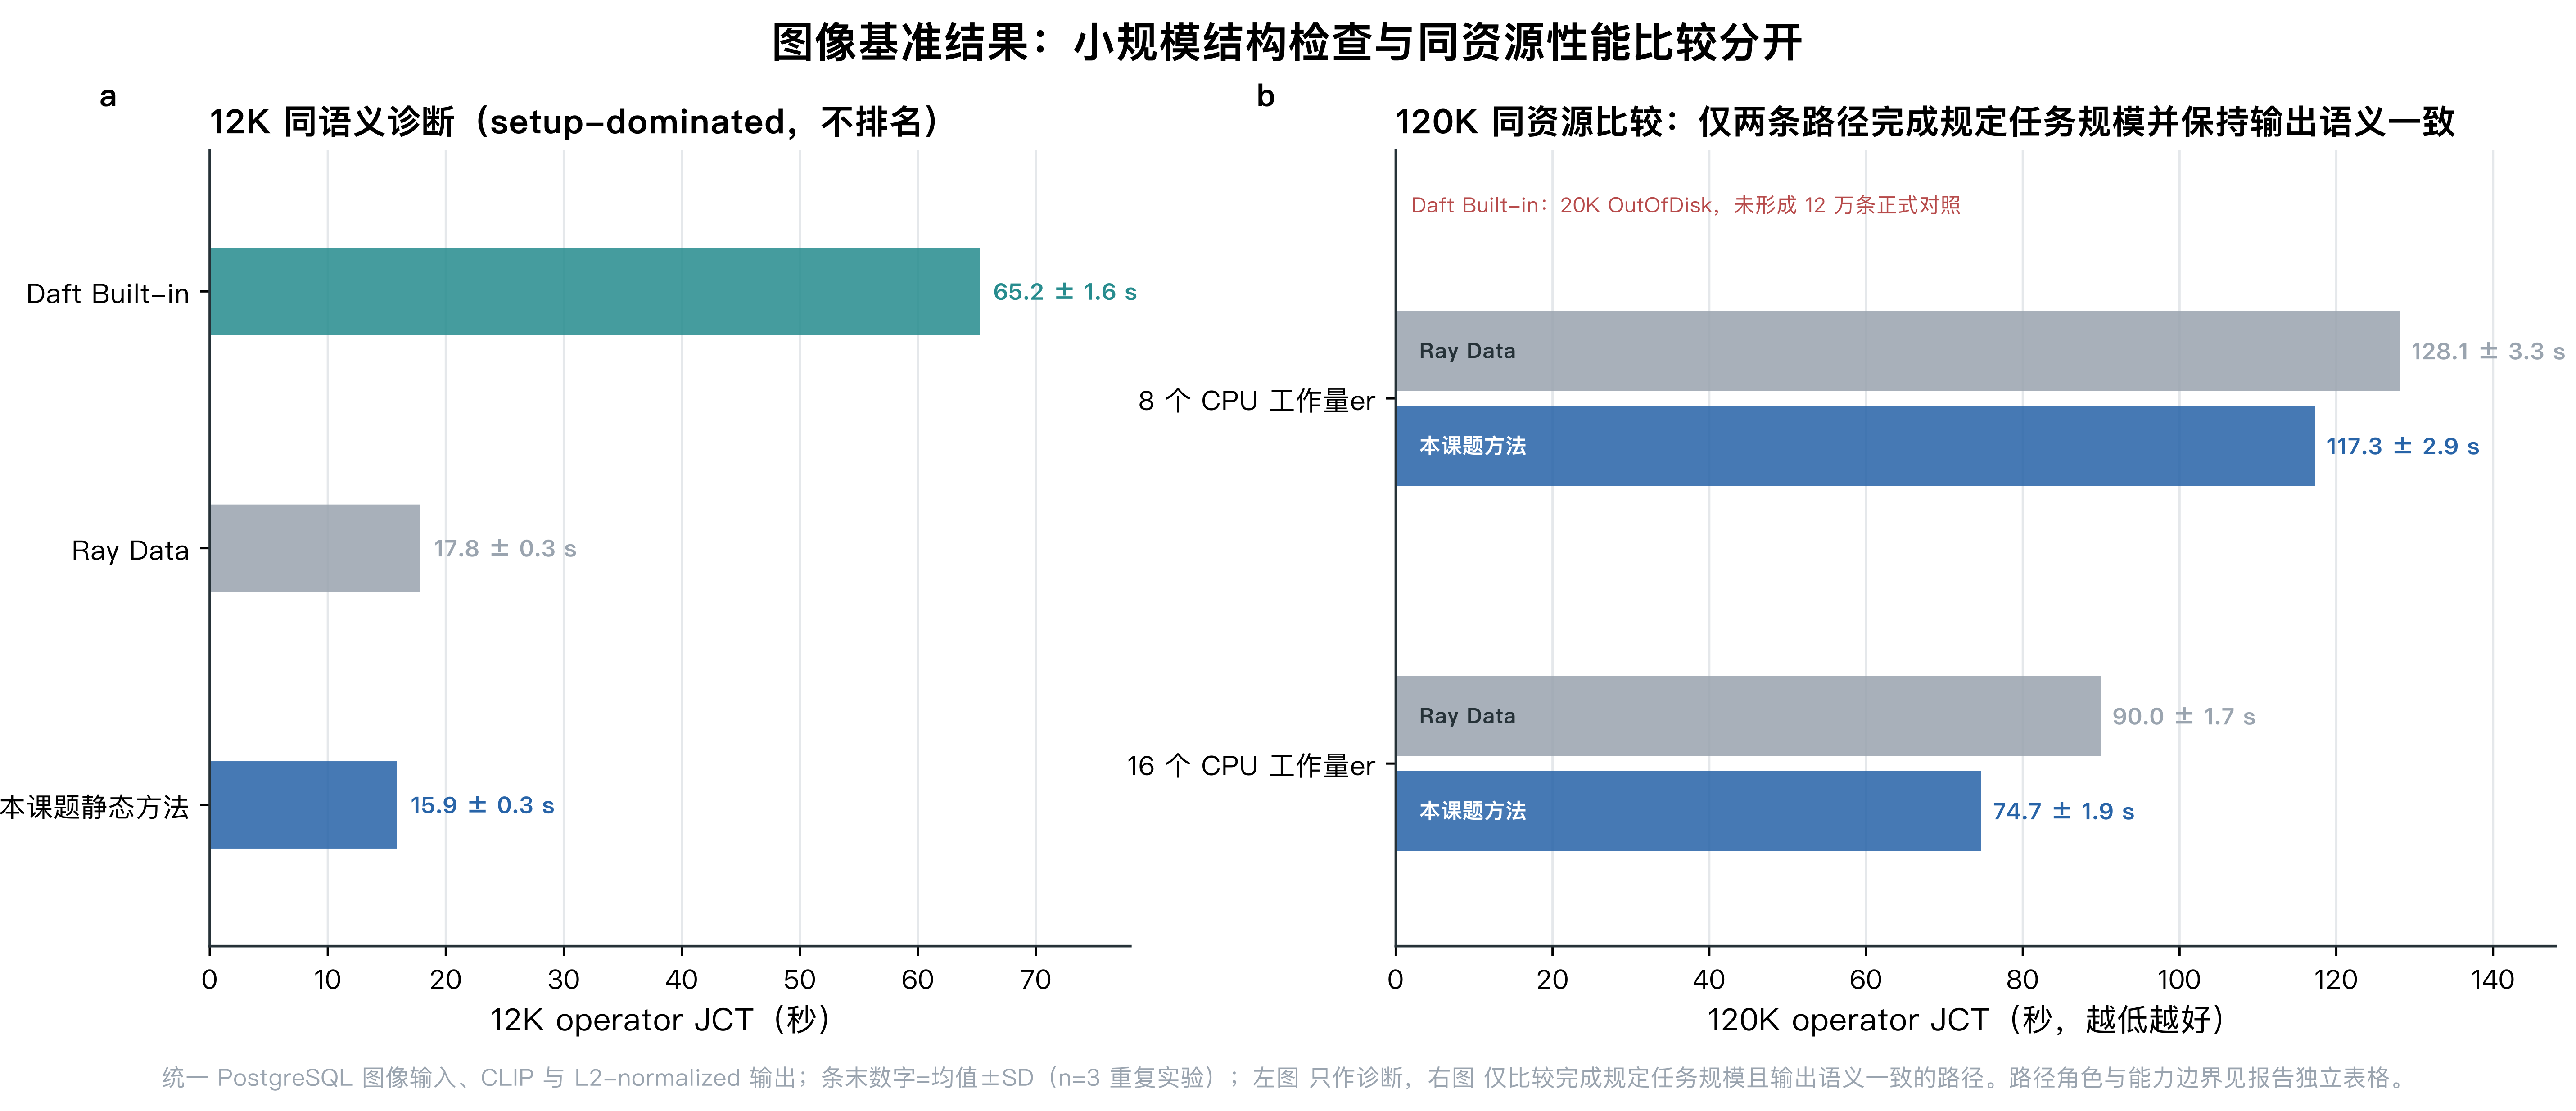 图像基准结果：小规模结构检查与同资源性能比较分开
a
12K 同语义诊断（setup-dominated，不排名）
Daft Built-in
65.2 ± 1.6 s
Ray Data
17.8 ± 0.3 s
本课题静态方法
15.9 ± 0.3 s
0 10 20 30 40 50 60 70
12K operator JCT（秒）
b
120K 同资源比较：仅两条路径完成规定任务规模并保持输出语义一致
Daft Built-in：20K OutOfDisk，未形成 12 万条正式对照
8 个 CPU 工作量er
Ray Data
128.1 ± 3.3 s
本课题方法
117.3 ± 2.9 s
16 个 CPU 工作量er
Ray Data
90.0 ± 1.7 s
本课题方法
74.7 ± 1.9 s
0 20 40 60 80 100 120 140
120K operator JCT（秒，越低越好）
统一 PostgreSQL 图像输入、CLIP 与 L2-normalized 输出；条末数字=均值±SD（n=3 重复实验）；左图 只作诊断，右图 仅比较完成规定任务规模且输出语义一致的路径。路径角色与能力边界见报告独立表格。